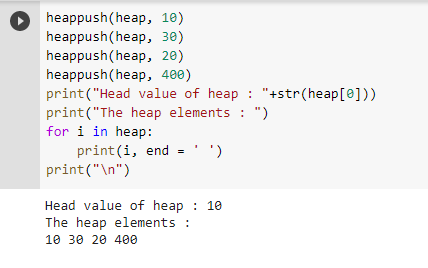 heappush(heap, 10)
heappush(heap, 30)
heappush(heap, 20)
heappush(heap, 400)
print("Head value of heap : "+str(heap[0]))
print("The heap elements : ")
for i in heap:
    print(i, end = ' ')
print("\n")
Head value of heap : 10
The heap elements :
10 30 20 400